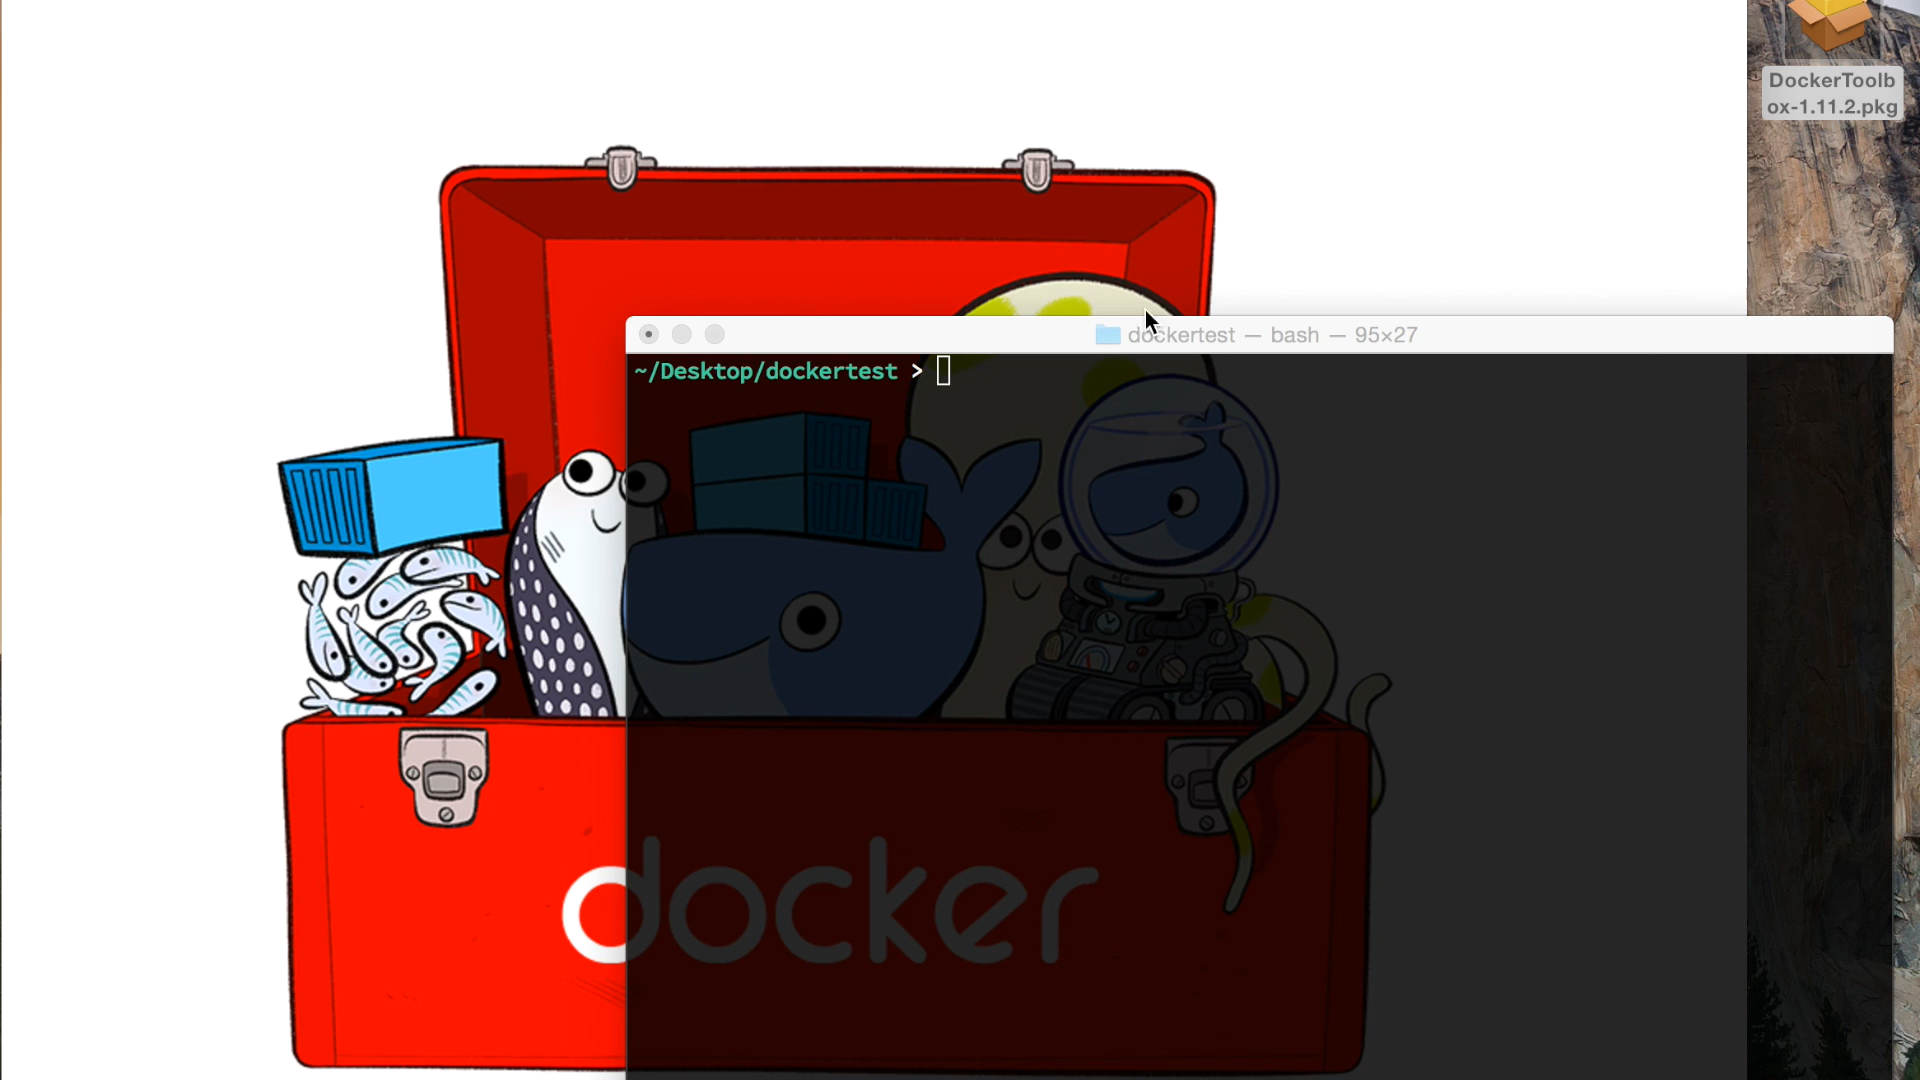 DockerToolb
ox-1.11.2.pkg
dockertest — bash — 95×27
~/Desktop/dockertest >
docker